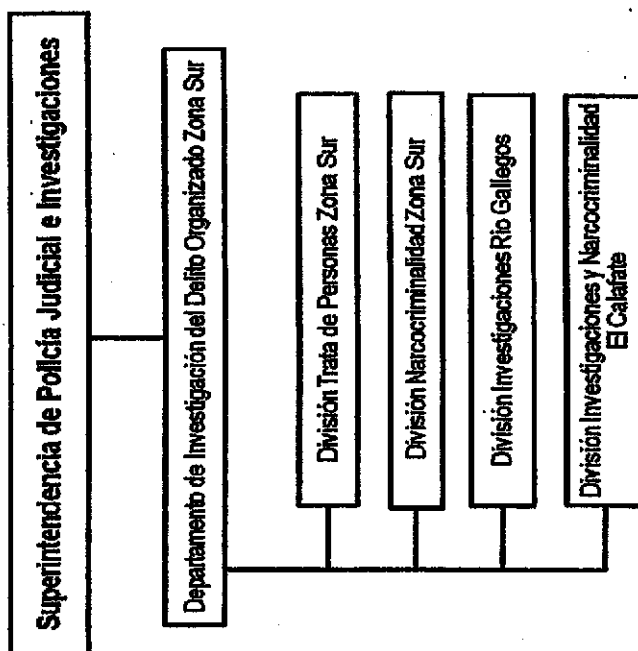 Superintendencia de Policía Judicial e Investigaciones
Departamento de Investigación del Delito Organizado Zona Sur
División Trata de Personas Zona Sur
División Narcocriminalidad Zona Sur
División Investigaciones Río Gallegos
División Investigaciones y Narcocriminalidad
El Calafate